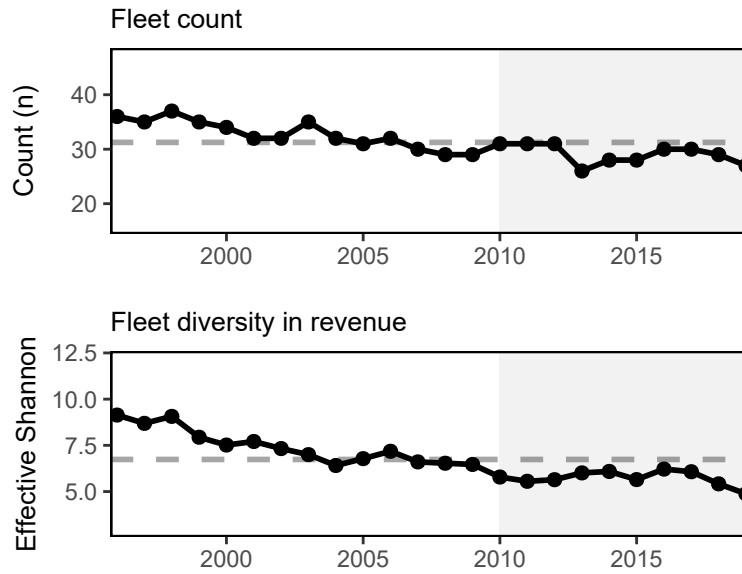 Fleet count
Count (n)
40
30
20
2000 2005 2010 2015
Fleet diversity in revenue
Effective Shannon
12.5
10.0
7.5
5.0
2000 2005 2010 2015